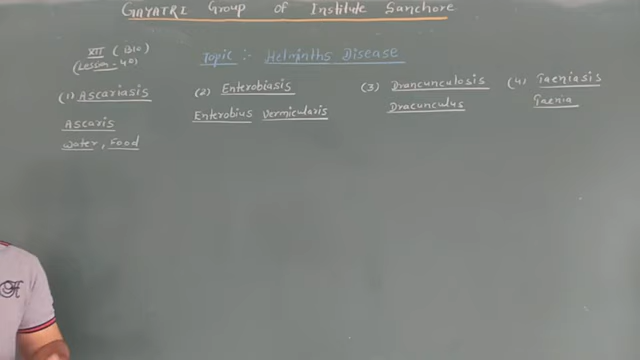 GAYATRI Group of Institute Sanchore
XII (BIO)
(Lesson - 40)
Topic :- Helminths Disease
(1) Ascariasis
Ascaris
Water, Food
(2) Enterobiasis
Enterobius Vermicularis
(3) Drancunculosis
Dracunculus
(4) Taeniasis
Taenia